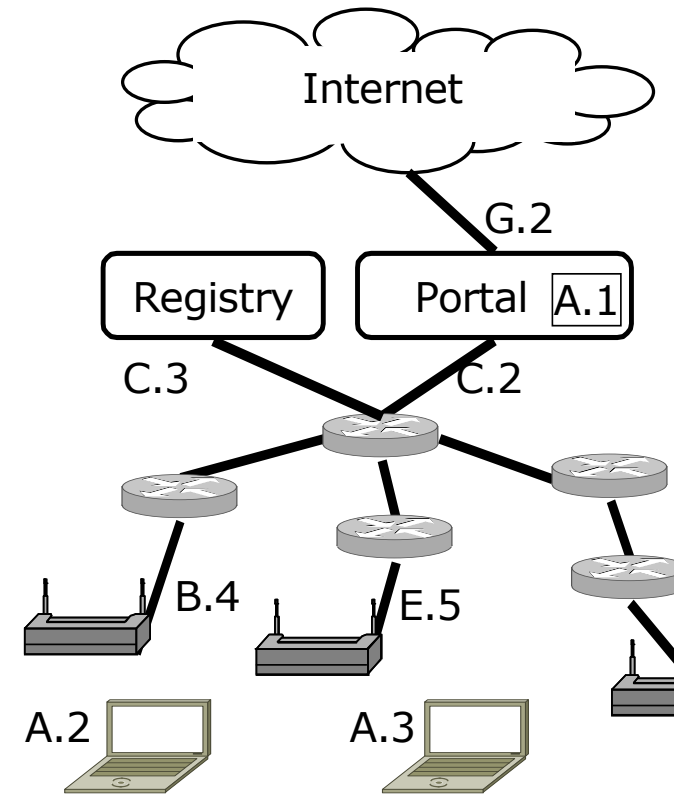 Internet
G.2
Registry
Portal A.1
C.3
C.2
B.4
E.5
A.2
A.3